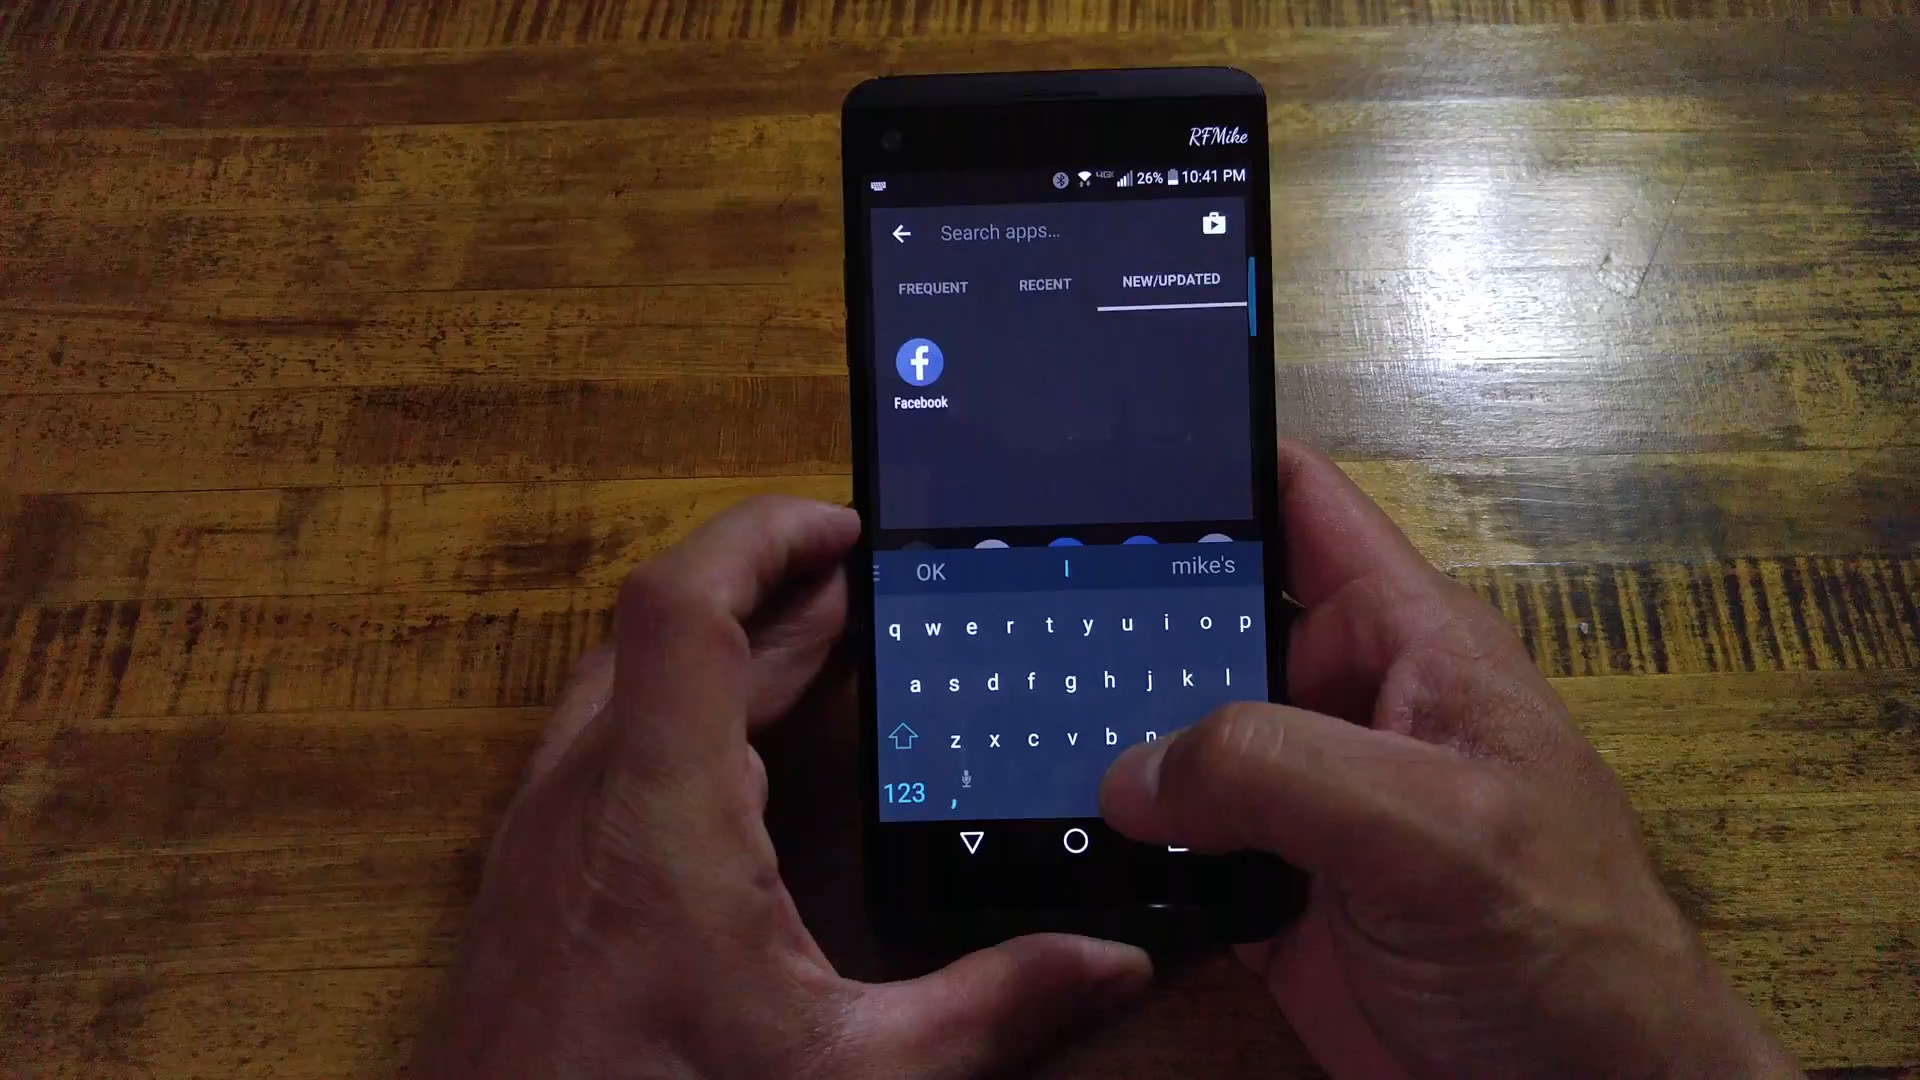 RFMike
26% 10:41 PM
Search apps...
FREQUENT RECENT NEW/UPDATED
f
Facebook
OK I mike's
q w e r t y u i o p
a s d f g h j k l
z x c v b n
123 ,